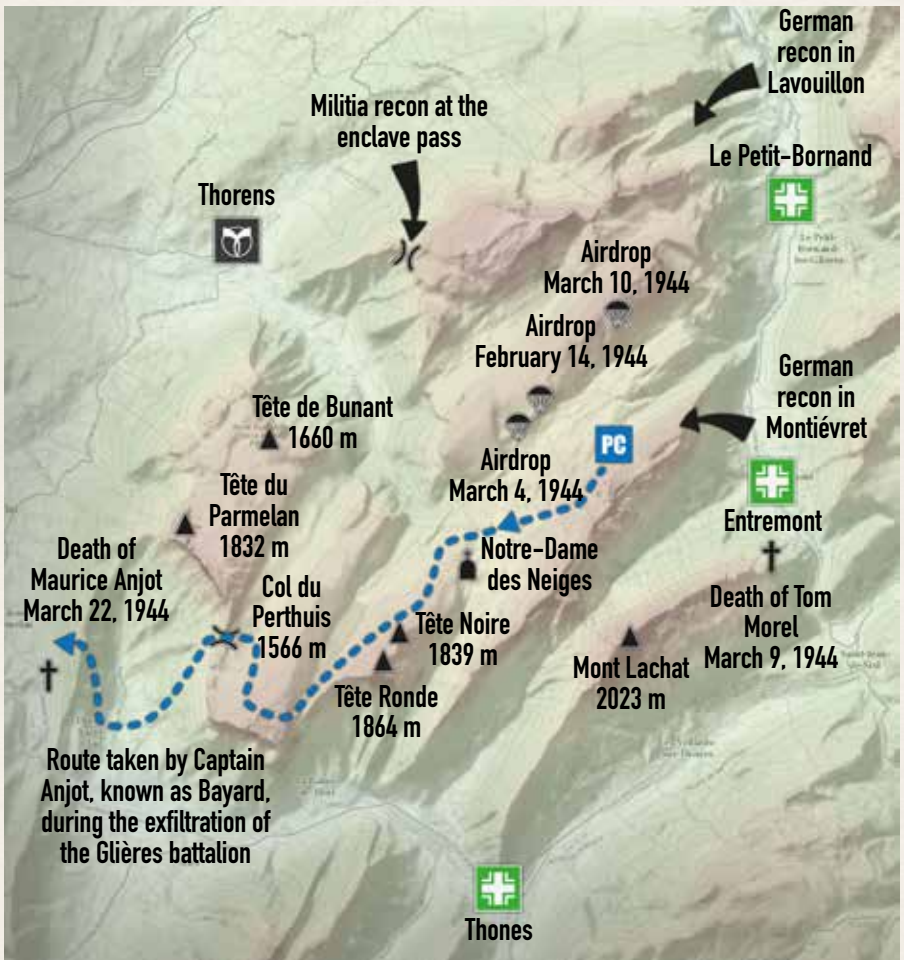 German
recon in
Lavouillon
Militia recon at the
enclave pass
Le Petit-Bornand
Thorens
Airdrop
March 10, 1944
Airdrop
February 14, 1944
German
recon in
Montiévret
Tête de Bunant
1660 m
PC
Airdrop
March 4, 1944
Tête du
Parmelan
1832 m
Entremont
Notre-Dame
des Neiges
Death of
Maurice Anjot
March 22, 1944
Col du
Perthuis
1566 m
Death of Tom
Morel
March 9, 1944
Tête Noire
1839 m
Mont Lachat
2023 m
Tête Ronde
1864 m
Route taken by Captain
Anjot, known as Bayard,
during the exfiltration of
the Glières battalion
Thones